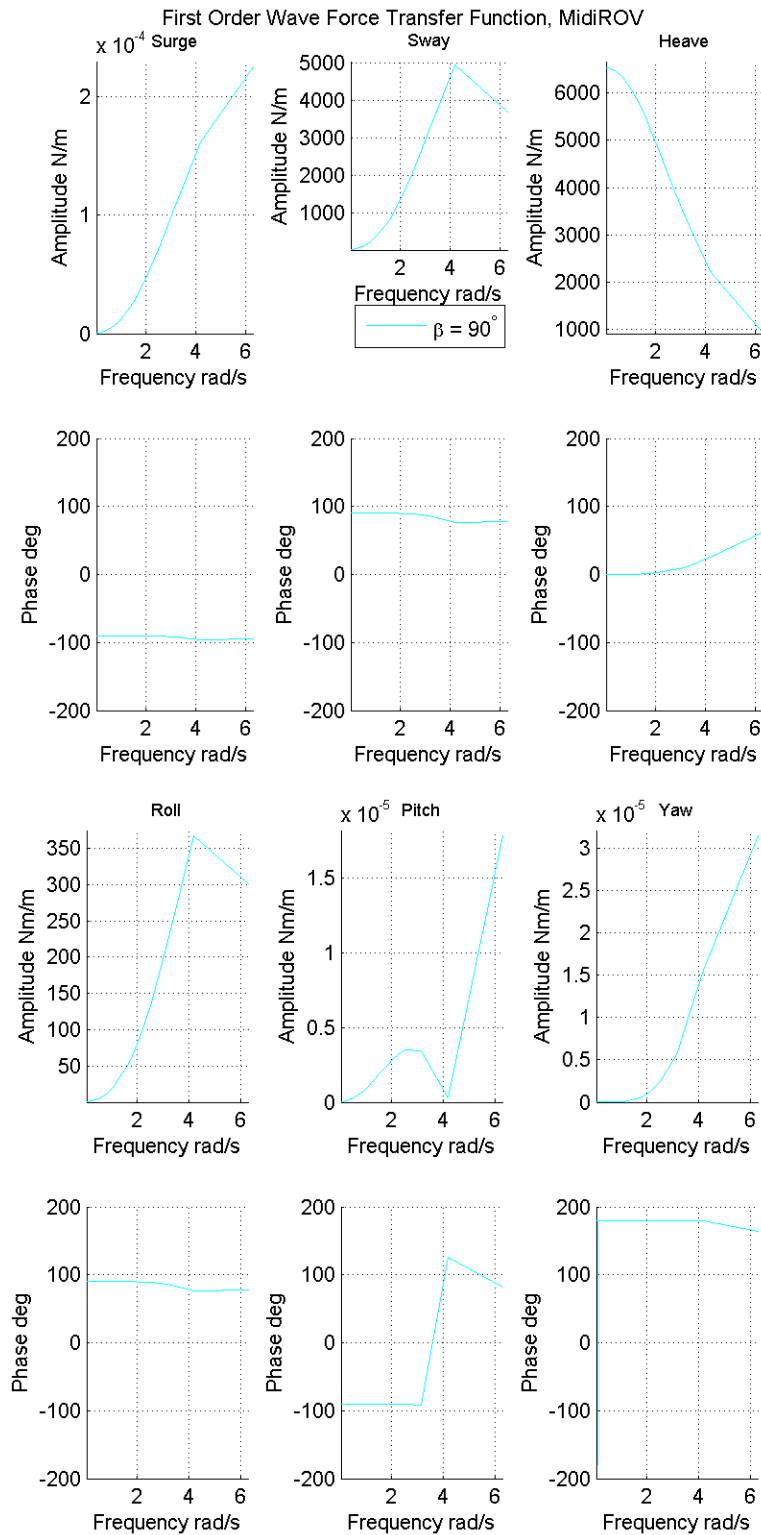 First Order Wave Force Transfer Function, MidiROV
x 10-4 Surge
Sway
Heave
2
1
0
Amplitude N/m
2 4 6
Frequency rad/s
5000
4000
3000
2000
1000
Amplitude N/m
2 4 6
Frequency rad/s
β = 90°
6000
5000
4000
3000
2000
1000
Amplitude N/m
2 4 6
Frequency rad/s
200
100
0
-100
-200
Phase deg
2 4 6
Frequency rad/s
200
100
0
-100
-200
Phase deg
2 4 6
Frequency rad/s
200
100
0
-100
-200
Phase deg
2 4 6
Frequency rad/s
Roll
350
300
250
200
150
100
50
Amplitude Nm/m
2 4 6
Frequency rad/s
x 10-5 Pitch
1.5
1
0.5
0
Amplitude Nm/m
0 2 4 6
Frequency rad/s
x 10-5 Yaw
3
2.5
2
1.5
1
0.5
0
Amplitude Nm/m
2 4 6
Frequency rad/s
200
100
0
-100
-200
Phase deg
2 4 6
Frequency rad/s
200
100
0
-100
-200
Phase deg
2 4 6
Frequency rad/s
200
100
0
-100
-200
Phase deg
2 4 6
Frequency rad/s